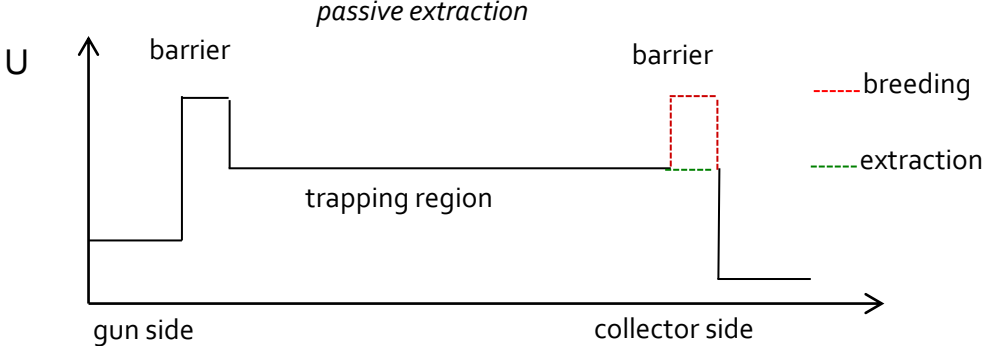 passive extraction
U
barrier
barrier
breeding
extraction
trapping region
gun side
collector side